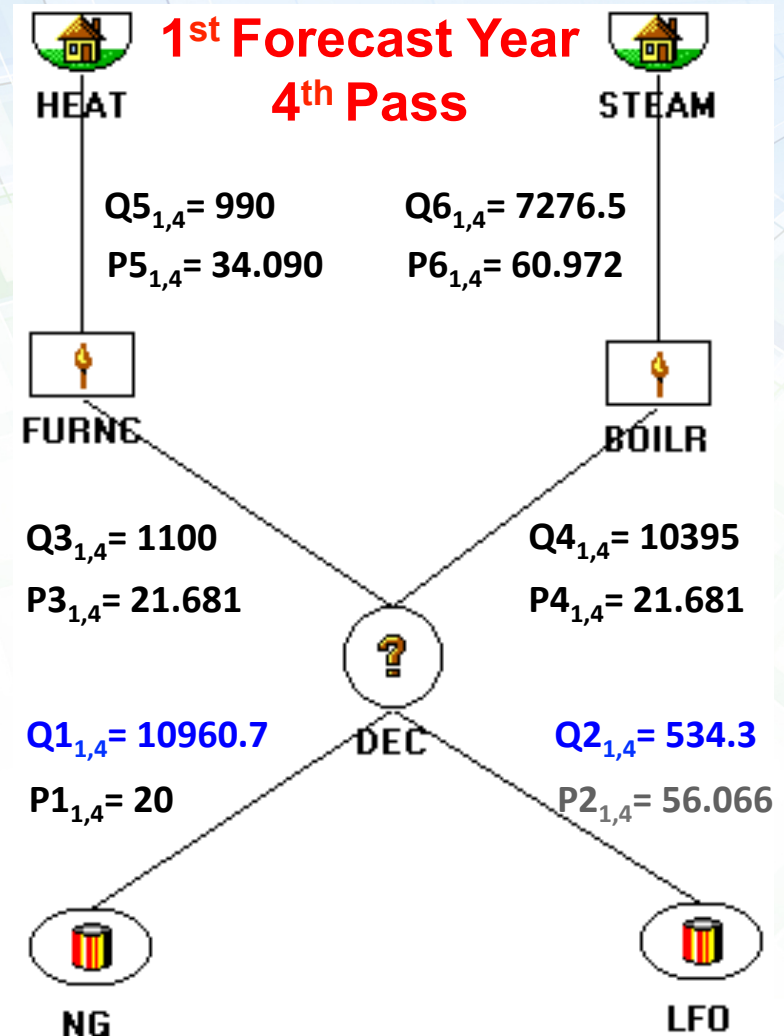 1st Forecast Year
4th Pass
HEAT
STEAM
Q51,4= 990
Q61,4= 7276.5
P51,4= 34.090
P61,4= 60.972
FURNC
BOILR
Q31,4= 1100
Q41,4= 10395
P31,4= 21.681
P41,4= 21.681
?
DEC
Q11,4= 10960.7
Q21,4= 534.3
P11,4= 20
P21,4= 56.066
NG
LFO